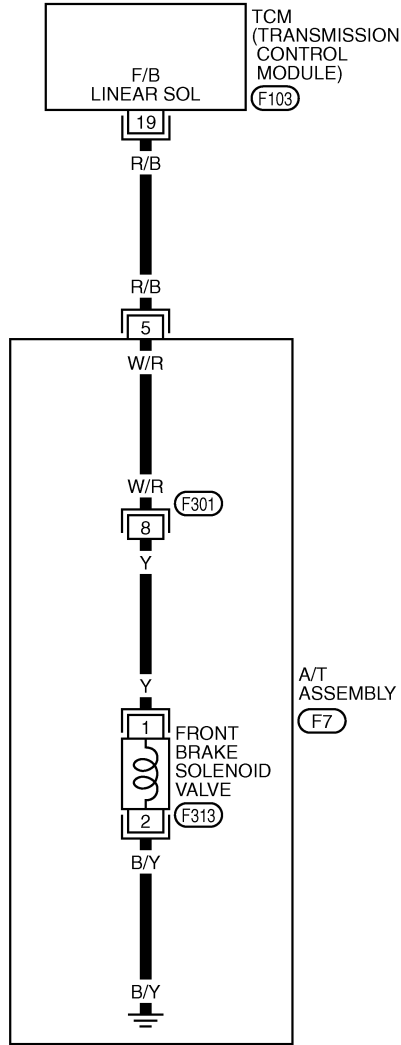 TCM
(TRANSMISSION
CONTROL
MODULE)
F103
F/B
LINEAR SOL
19
R/B
R/B
5
W/R
W/R
F301
8
Y
Y
A/T
ASSEMBLY
F7
1
FRONT
BRAKE
SOLENOID
VALVE
F313
2
B/Y
B/Y